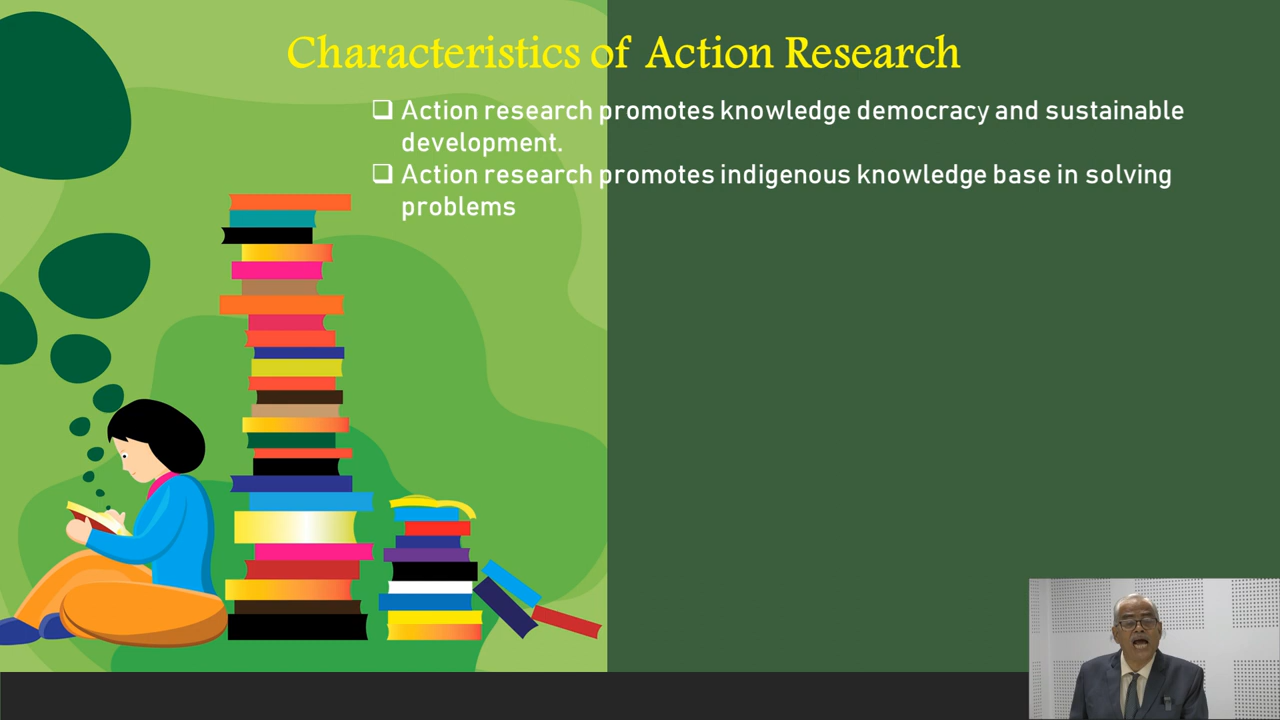 Characteristics of Action Research
❑ Action research promotes knowledge democracy and sustainable
development.
❑ Action research promotes indigenous knowledge base in solving
problems